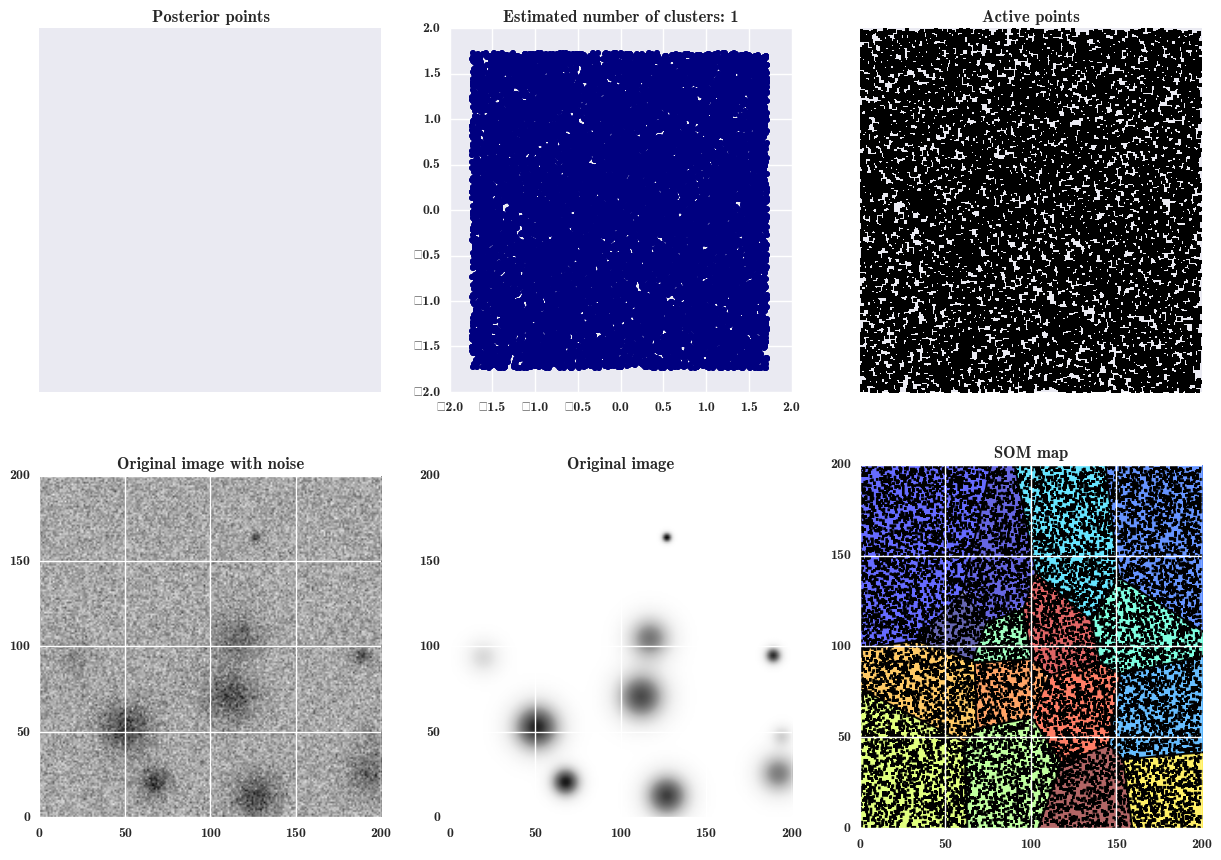 Posterior points
Estimated number of clusters: 1
Active points
2.0
1.5
1.0
0.5
0.0
□0.5
□1.0
□1.5
□2.0
□2.0 □1.5 □1.0 □0.5 0.0 0.5 1.0 1.5 2.0
Original image with noise
200
150
100
50
0
0 50 100 150 200
Original image
200
150
100
50
0
0 50 100 150 200
SOM map
200
150
100
50
0
0 50 100 150 200